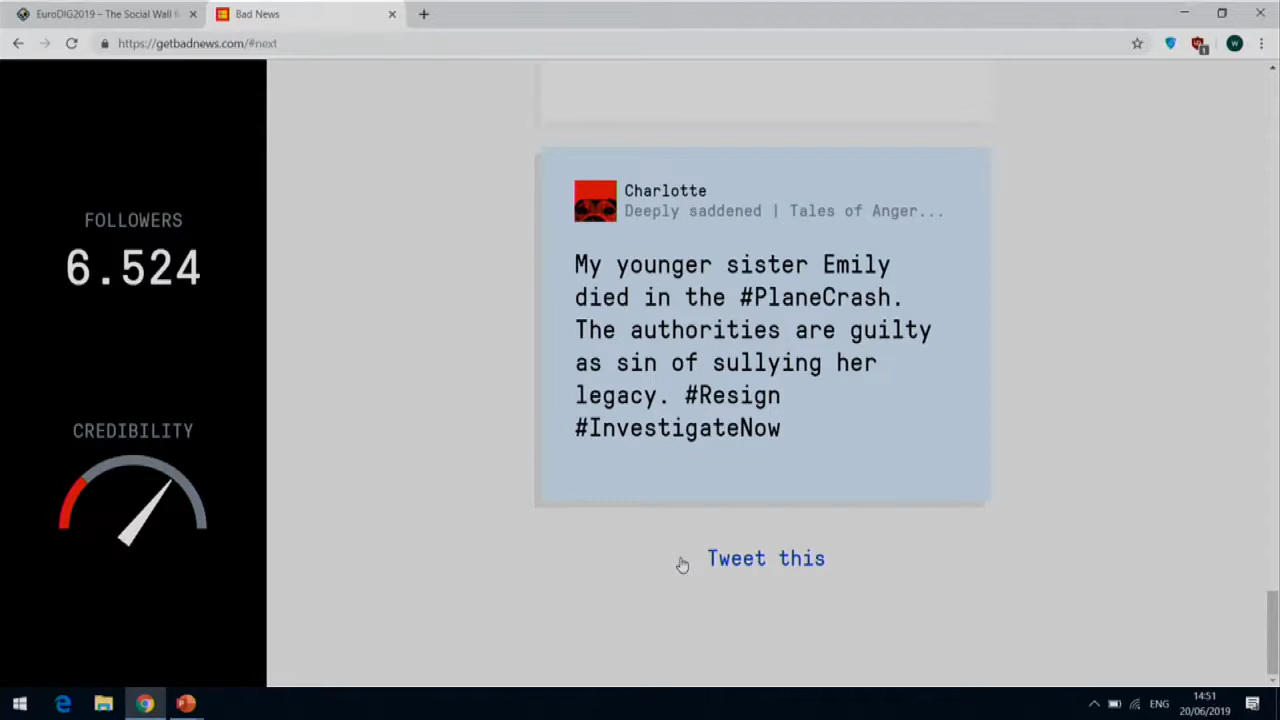 EuroDIG2019 – The Social Wall f
Bad News
https://getbadnews.com/#next
W
1
FOLLOWERS
6.524
CREDIBILITY
Charlotte
Deeply saddened | Tales of Anger...
My younger sister Emily
died in the #PlaneCrash.
The authorities are guilty
as sin of sullying her
legacy. #Resign
#InvestigateNow
Tweet this
ENG
14:51
20/06/2019